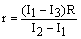 r = (I₁ − I₃)R / I₂ − I₁